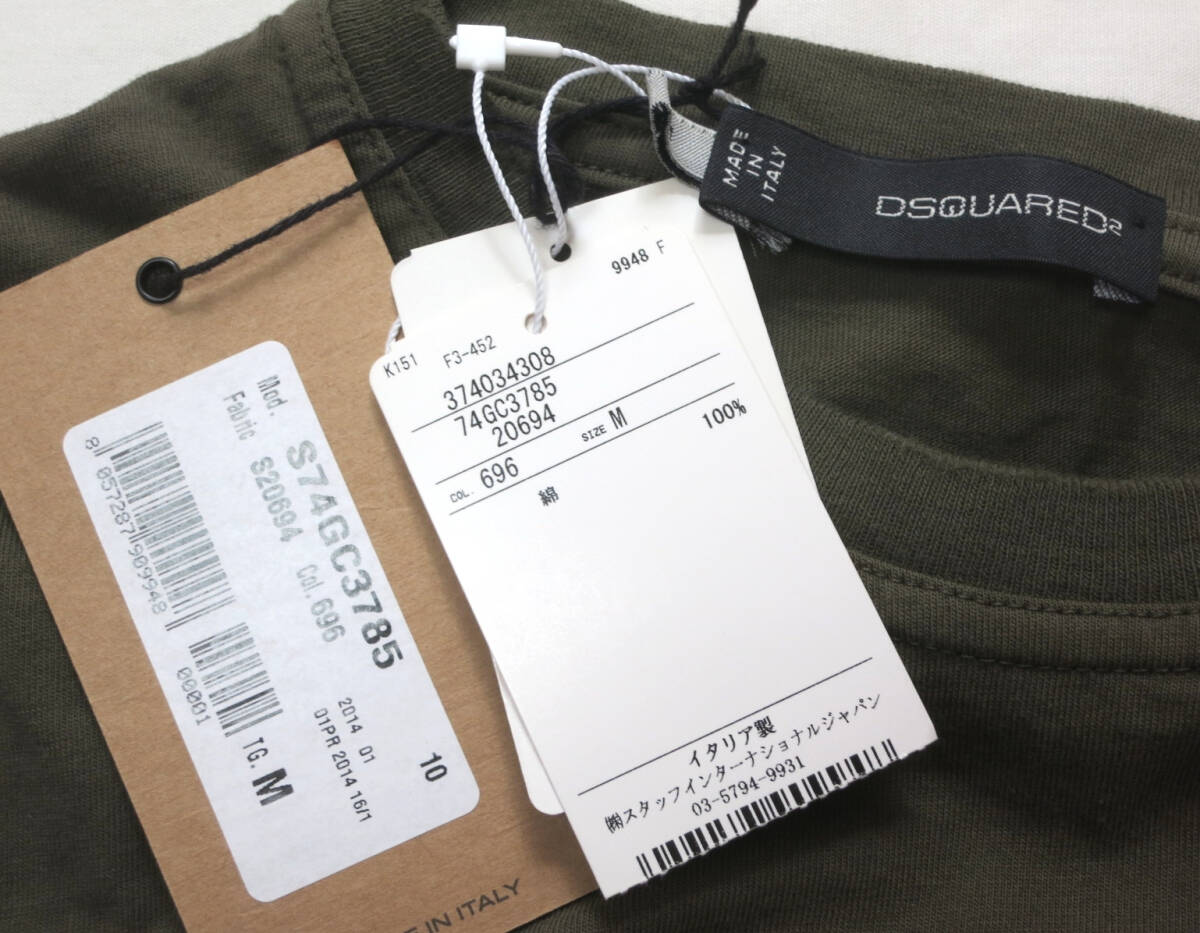 MADE
IN
ITALY
DSQUARED2
9948 F
K151 F3-452
374034308
74GC3785
20694
COL. 696 SIZE M
綿 100%
イタリア製
㈱スタッフインターナショナルジャパン
03-5794-9931
Mod. S74GC3785
Fabric S20694 Col. 696
8 057287 909948
00001
TG. M
2014 01
01PR 2014 16/1
10
IN ITALY